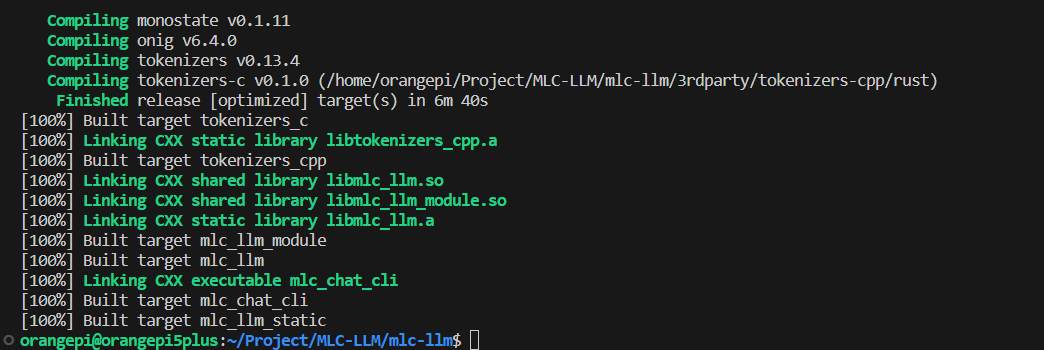 Compiling monostate v0.1.11
Compiling onig v6.4.0
Compiling tokenizers v0.13.4
Compiling tokenizers-c v0.1.0 (/home/orangepi/Project/MLC-LLM/mlc-llm/3rdparty/tokenizers-cpp/rust)
Finished release [optimized] target(s) in 6m 40s
[100%] Built target tokenizers_c
[100%] Linking CXX static library libtokenizers_cpp.a
[100%] Built target tokenizers_cpp
[100%] Linking CXX shared library libmlc_llm.so
[100%] Linking CXX shared library libmlc_llm_module.so
[100%] Linking CXX static library libmlc_llm.a
[100%] Built target mlc_llm_module
[100%] Built target mlc_llm
[100%] Linking CXX executable mlc_chat_cli
[100%] Built target mlc_chat_cli
[100%] Built target mlc_llm_static
orangepi@orangepi5plus:~/Project/MLC-LLM/mlc-llm$